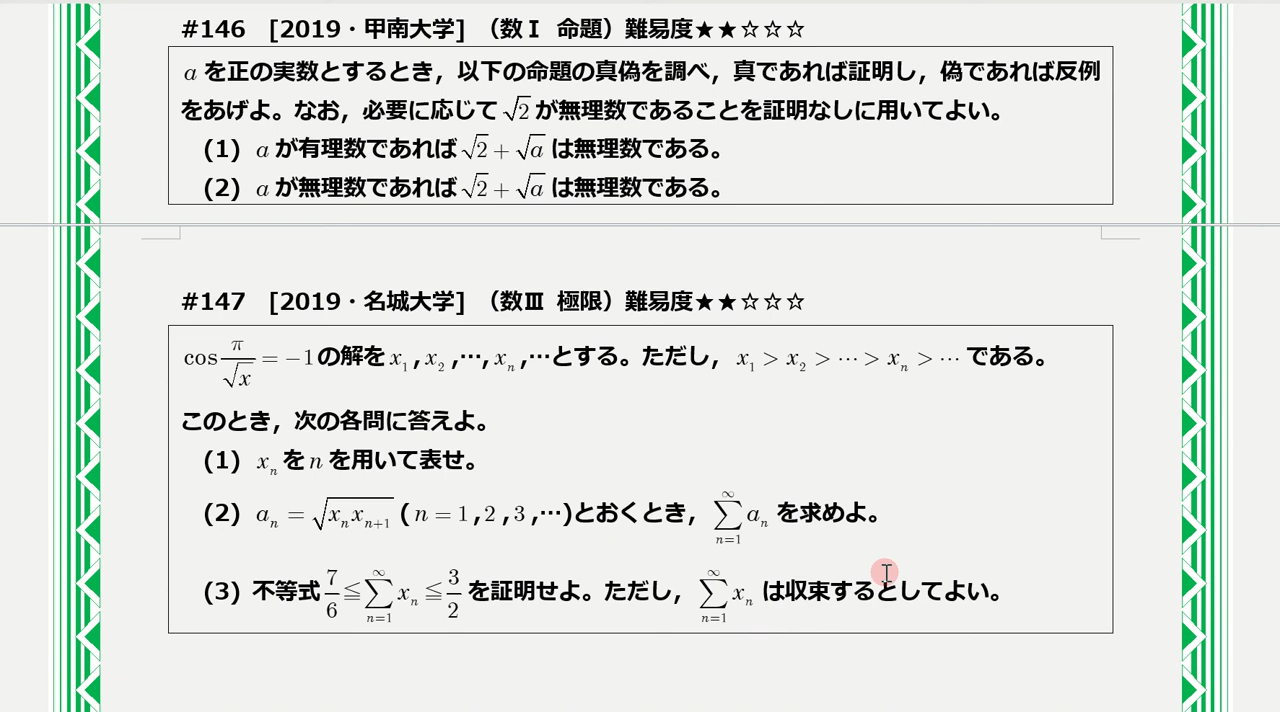 #146 [2019・甲南大学] (数Ⅰ 命題) 難易度★★☆☆☆
a を正の実数とするとき，以下の命題の真偽を調べ，真であれば証明し，偽であれば反例
をあげよ。なお，必要に応じて √2 が無理数であることを証明なしに用いてよい。
(1) a が有理数であれば √2 + √a は無理数である。
(2) a が無理数であれば √2 + √a は無理数である。
#147 [2019・名城大学] (数Ⅲ 極限) 難易度★★☆☆☆
cos π/√x = −1 の解を x₁ , x₂ ,⋯, xₙ ,⋯とする。ただし， x₁ > x₂ > ⋯ > xₙ > ⋯ である。
このとき，次の各問に答えよ。
(1) xₙ を n を用いて表せ。
(2) aₙ = √(xₙxₙ₊₁) ( n = 1 , 2 , 3 ,⋯)とおくとき， ∑_{n=1}^{∞} aₙ を求めよ。
(3) 不等式 7/6 ≦ ∑_{n=1}^{∞} xₙ ≦ 3/2 を証明せよ。ただし， ∑_{n=1}^{∞} xₙ は収束するとしてよい。